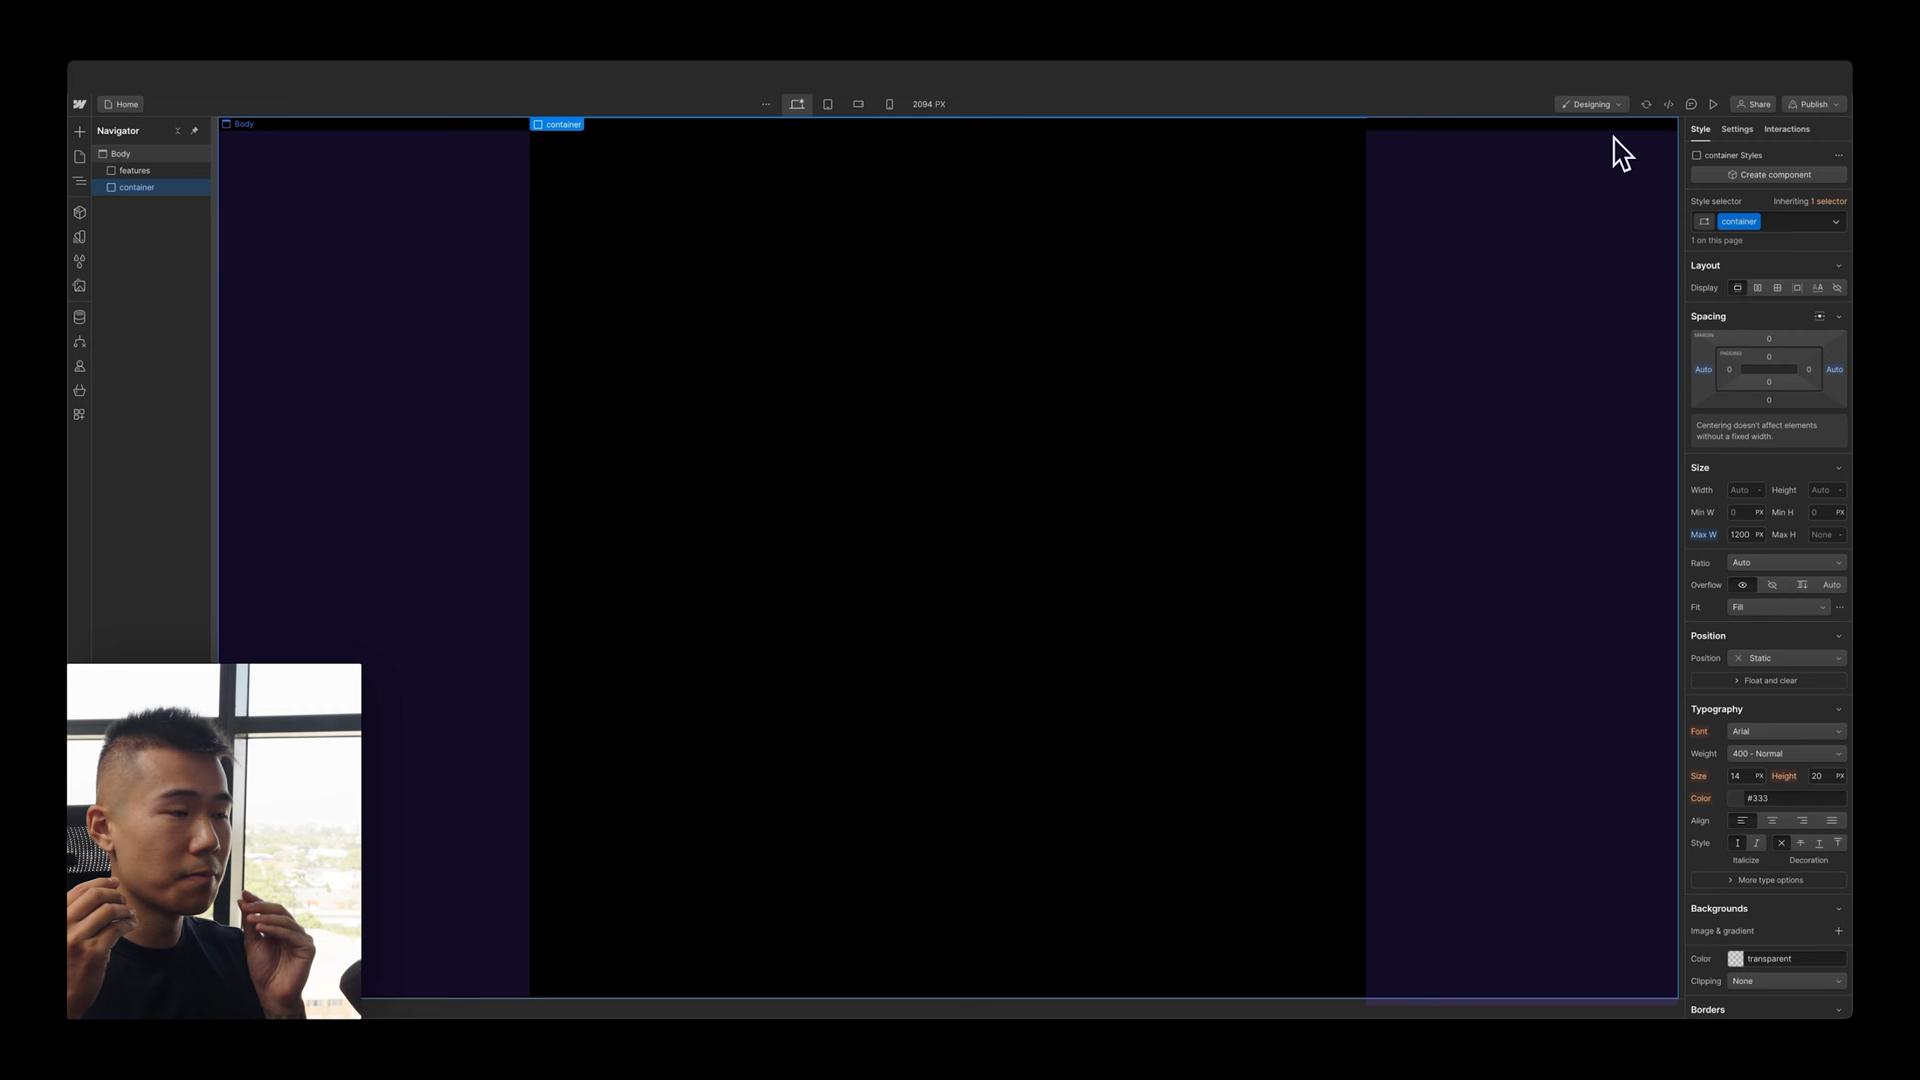 Home
2094 PX
Designing
Share
Publish
Navigator
Body
features
container
Body
container
Style
Settings
Interactions
container Styles
Create component
Style selector
Inheriting 1 selector
container
1 on this page
Layout
Display
Spacing
MARGIN
0
PADDING
0
Auto
0
0
Auto
0
0
Centering doesn't affect elements
without a fixed width.
Size
Width Auto - Height Auto -
Min W 0 PX Min H 0 PX
Max W 1200 PX Max H None -
Ratio Auto
Overflow Auto
Fit Fill
Position
Position Static
Float and clear
Typography
Font Arial
Weight 400 - Normal
Size 14 PX Height 20 PX
Color #333
Align
Style
Italicize Decoration
More type options
Backgrounds
Image & gradient
Color transparent
Clipping None
Borders